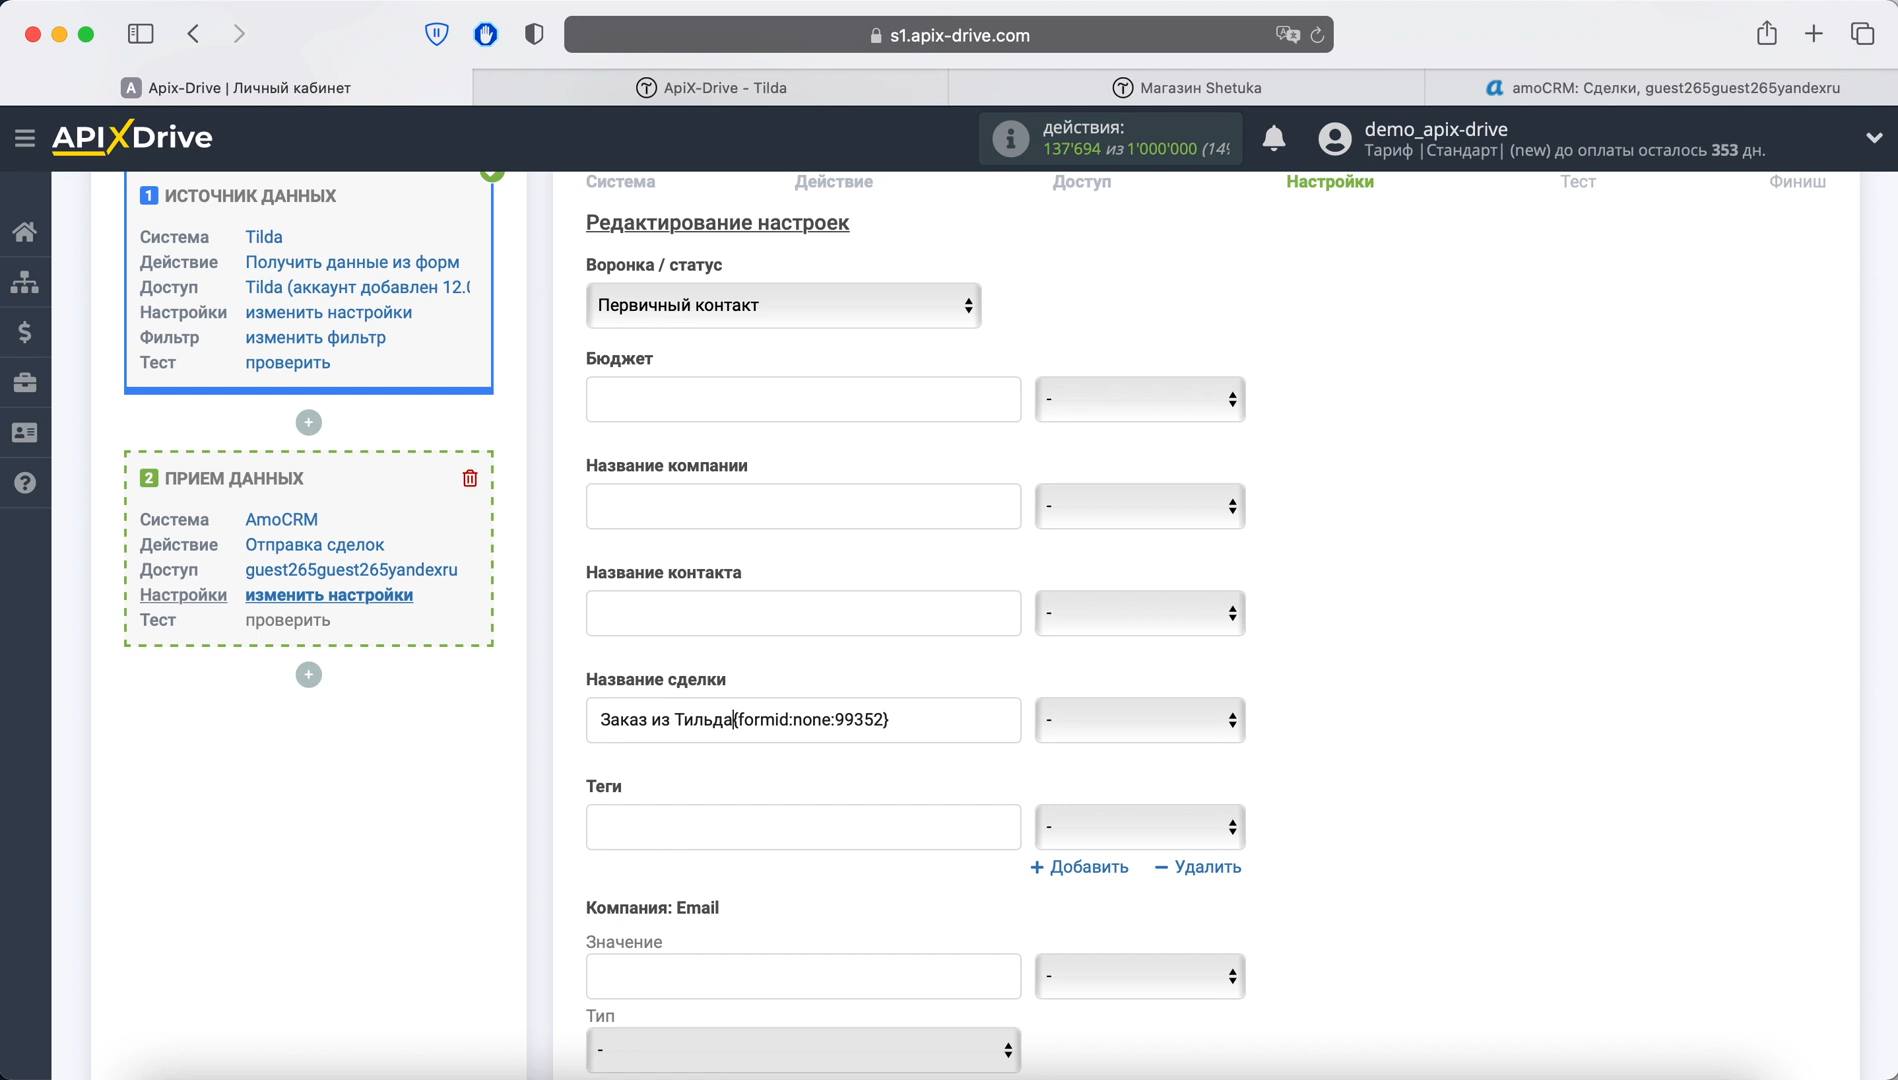 s1.apix-drive.com
A Apix-Drive | Личный кабинет
ApiX-Drive - Tilda
Магазин Shetuka
amoCRM: Сделки, guest265guest265yandexru
APIXDrive
действия:
137'694 из 1'000'000 (14%
demo_apix-drive
Тариф |Стандарт| (new) до оплаты осталось 353 дн.
1 ИСТОЧНИК ДАННЫХ
Система Tilda
Действие Получить данные из форм
Доступ Tilda (аккаунт добавлен 12.0
Настройки изменить настройки
Фильтр изменить фильтр
Тест проверить
2 ПРИЕМ ДАННЫХ
Система AmoCRM
Действие Отправка сделок
Доступ guest265guest265yandexru
Настройки изменить настройки
Тест проверить
Система Действие Доступ Настройки Тест Финиш
Редактирование настроек
Воронка / статус
Первичный контакт
Бюджет
-
Название компании
-
Название контакта
-
Название сделки
Заказ из Тильда{formid:none:99352}
-
Теги
-
+ Добавить − Удалить
Компания: Email
Значение
-
Тип
-